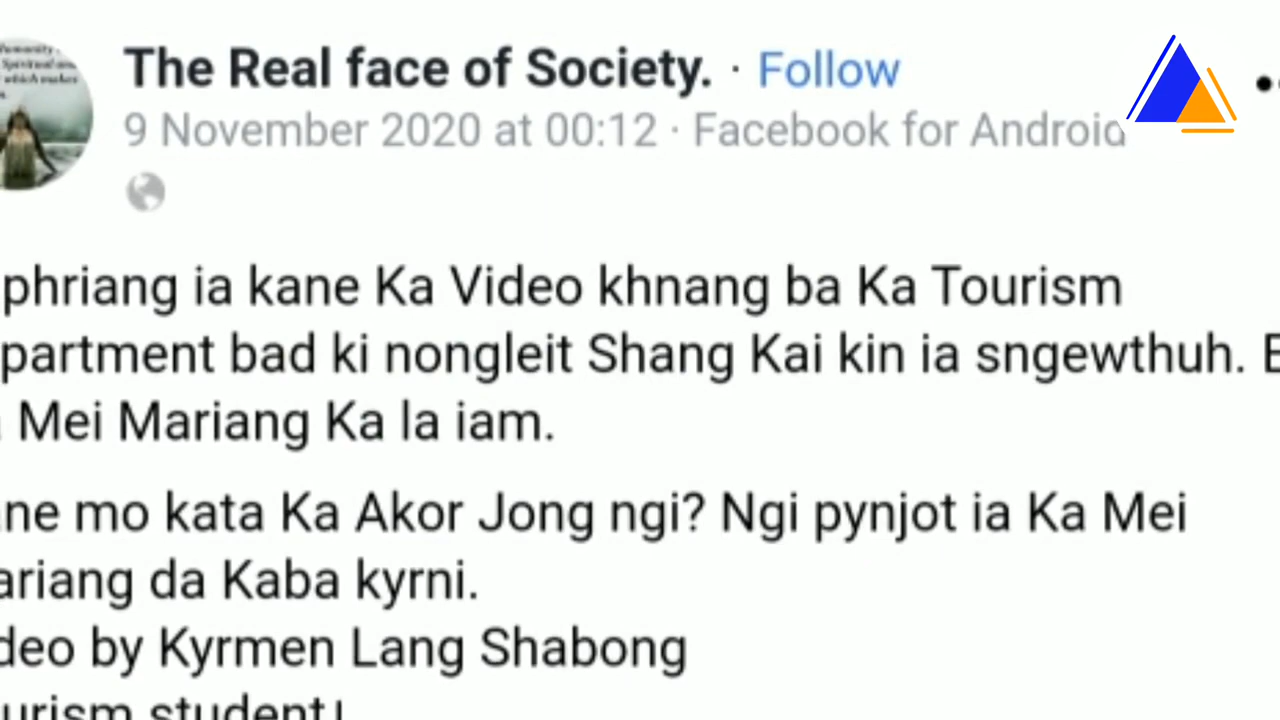 The Real face of Society. · Follow
9 November 2020 at 00:12 · Facebook for Android
phriang ia kane Ka Video khnang ba Ka Tourism
partment bad ki nongleit Shang Kai kin ia sngewthuh.
Mei Mariang Ka la iam.
ne mo kata Ka Akor Jong ngi? Ngi pynjot ia Ka Mei
ariang da Kaba kyrni.
deo by Kyrmen Lang Shabong
urism student